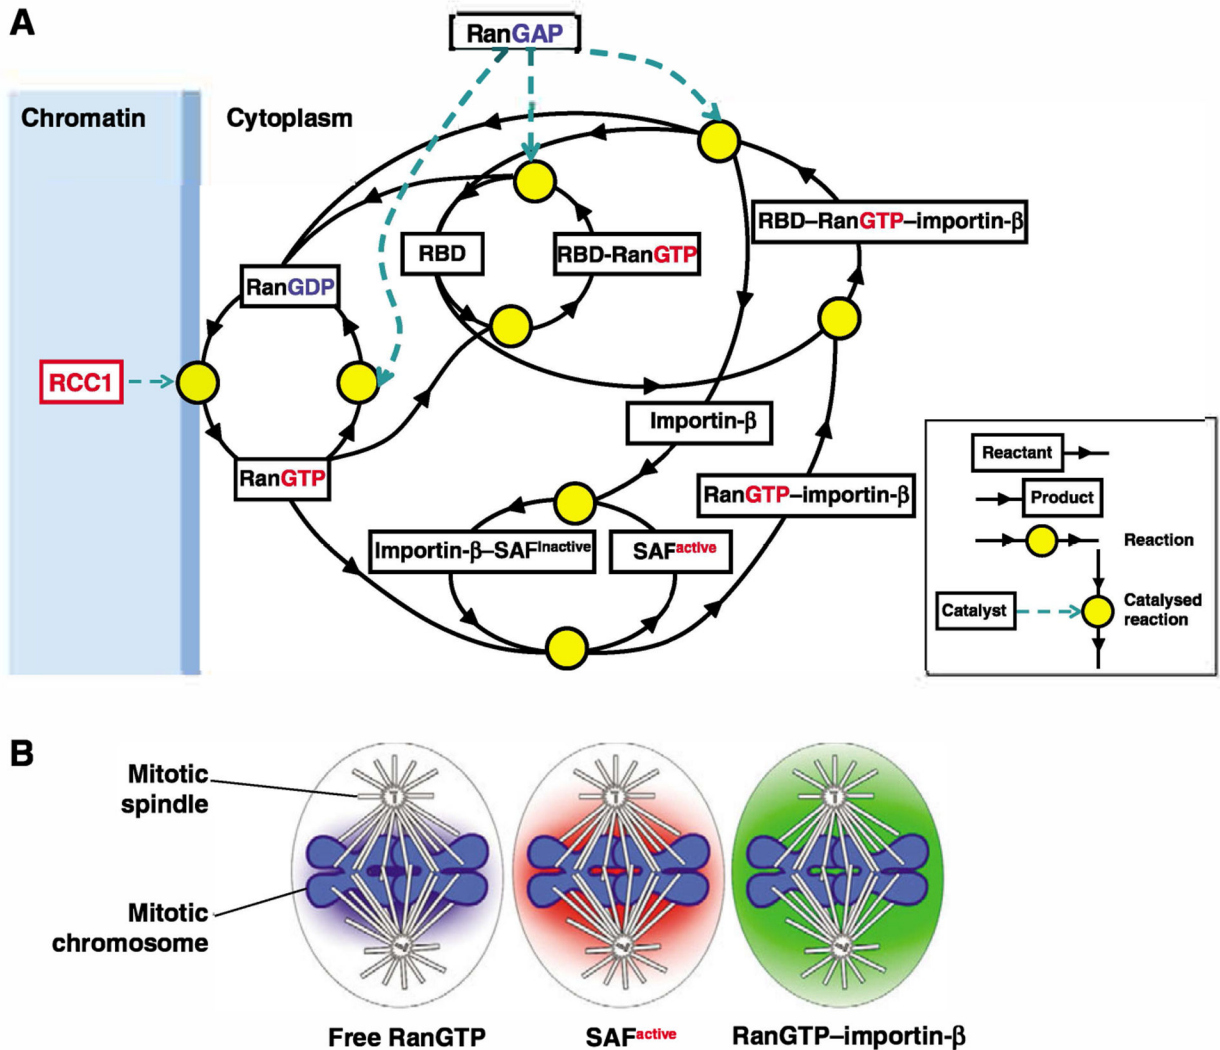 A
RanGAP
Chromatin
Cytoplasm
RBD–RanGTP–importin-β
RBD
RBD-RanGTP
RanGDP
RCC1
Importin-β
RanGTP
RanGTP–importin-β
Importin-β–SAFInactive
SAFactive
Reactant
Product
Reaction
Catalyst
Catalysed
reaction
B
Mitotic
spindle
Mitotic
chromosome
Free RanGTP
SAFactive
RanGTP–importin-β